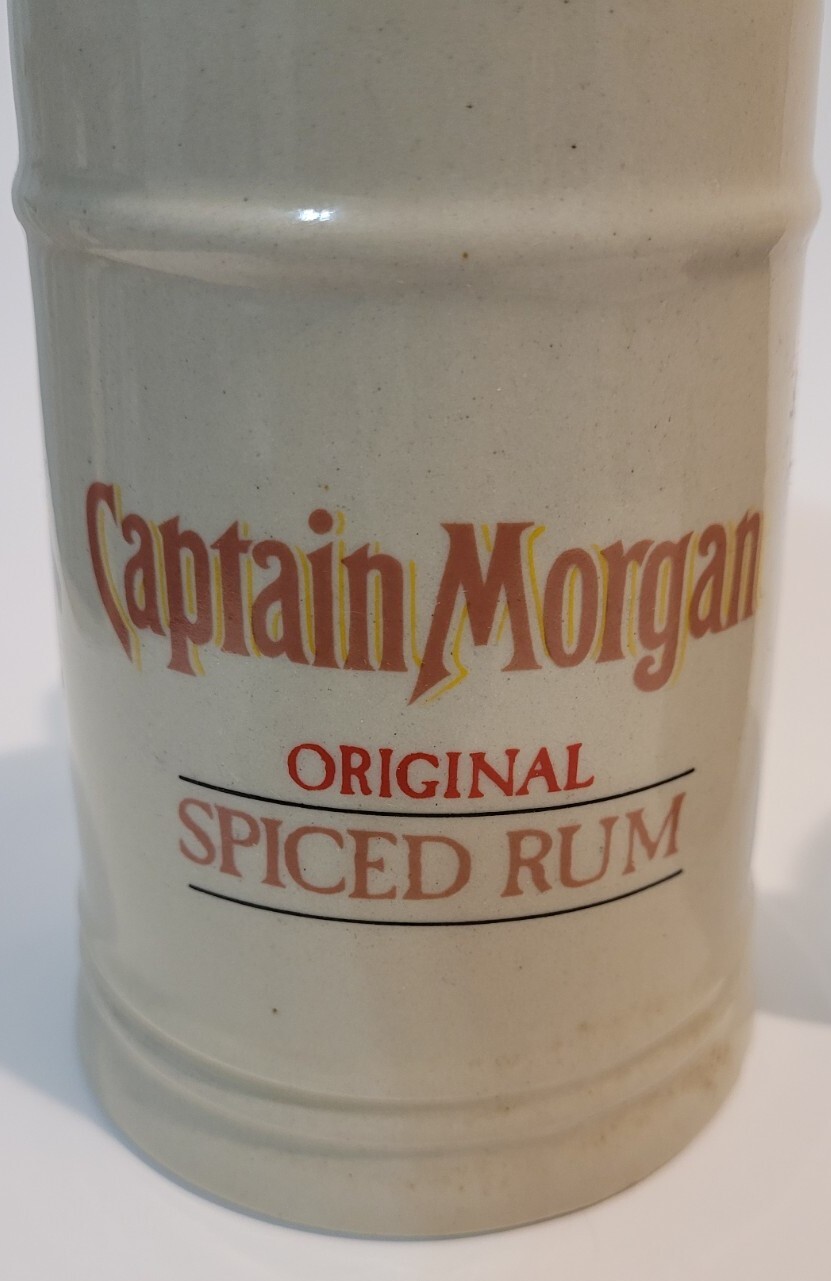 Captain Morgan
ORIGINAL
SPICED RUM